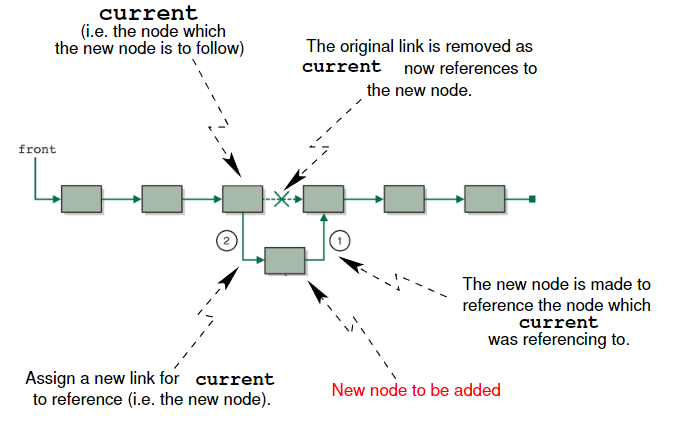 current
(i.e. the node which
the new node is to follow)
The original link is removed as
current now references to
the new node.
front
2
1
The new node is made to
reference the node which
current
was referencing to.
Assign a new link for current
to reference (i.e. the new node).
New node to be added